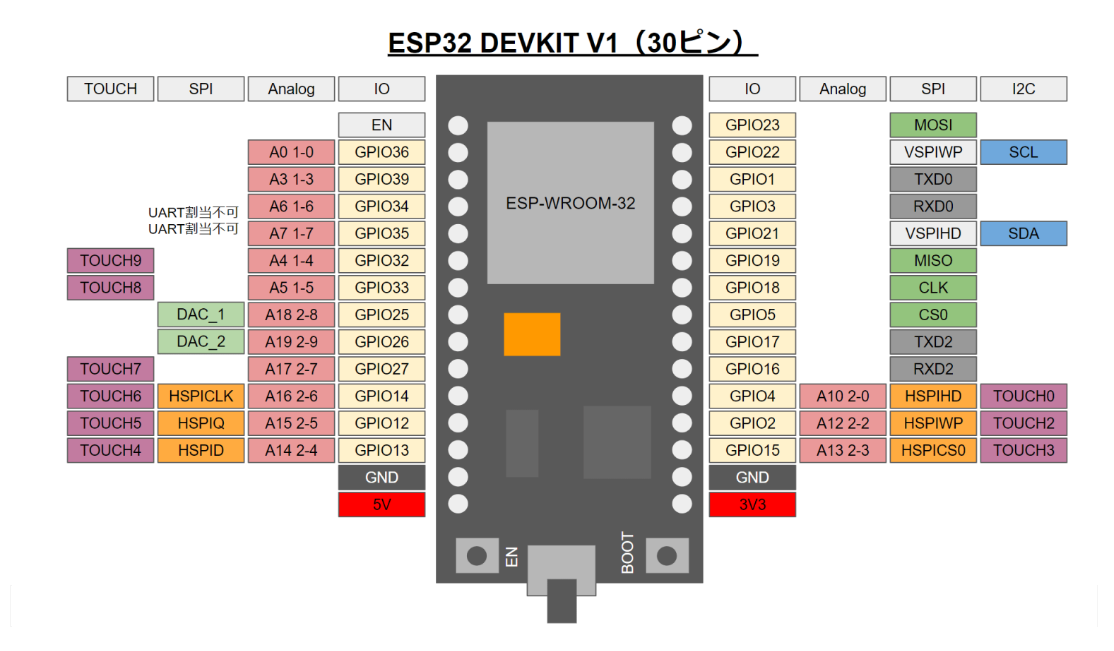 ESP32 DEVKIT V1（30ピン）
TOUCH SPI Analog IO IO Analog SPI I2C
EN GPIO23 MOSI
A0 1-0 GPIO36 GPIO22 VSPIWP SCL
A3 1-3 GPIO39 GPIO1 TXD0
UART割当不可 A6 1-6 GPIO34 ESP-WROOM-32 GPIO3 RXD0
UART割当不可 A7 1-7 GPIO35 GPIO21 VSPIHD SDA
TOUCH9 A4 1-4 GPIO32 GPIO19 MISO
TOUCH8 A5 1-5 GPIO33 GPIO18 CLK
DAC_1 A18 2-8 GPIO25 GPIO5 CS0
DAC_2 A19 2-9 GPIO26 GPIO17 TXD2
TOUCH7 A17 2-7 GPIO27 GPIO16 RXD2
TOUCH6 HSPICLK A16 2-6 GPIO14 GPIO4 A10 2-0 HSPIHD TOUCH0
TOUCH5 HSPIQ A15 2-5 GPIO12 GPIO2 A12 2-2 HSPIWP TOUCH2
TOUCH4 HSPID A14 2-4 GPIO13 GPIO15 A13 2-3 HSPICS0 TOUCH3
GND GND
5V 3V3
EN BOOT